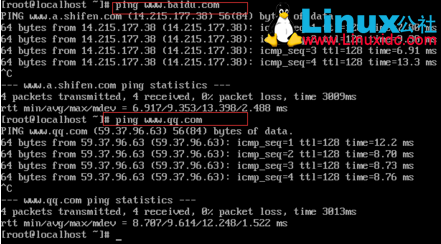 [root@localhost ~]# ping www.baidu.com
PING www.a.shifen.com (14.215.177.38) 56(84) bytes of
64 bytes from 14.215.177.38 (14.215.177.38): icmp_
64 bytes from 14.215.177.38 (14.215.177.38): icmp_
64 bytes from 14.215.177.38 (14.215.177.38): icmp_seq=3 ttl=128 time=6.91 ms
64 bytes from 14.215.177.38 (14.215.177.38): icmp_seq=4 ttl=128 time=13.3 ms
^C
--- www.a.shifen.com ping statistics ---
4 packets transmitted, 4 received, 0% packet loss, time 3009ms
rtt min/avg/max/mdev = 6.917/9.353/13.398/2.488 ms
[root@localhost ~]# ping www.qq.com
PING www.qq.com (59.37.96.63) 56(84) bytes of data.
64 bytes from 59.37.96.63 (59.37.96.63): icmp_seq=1 ttl=128 time=12.2 ms
64 bytes from 59.37.96.63 (59.37.96.63): icmp_seq=2 ttl=128 time=8.70 ms
64 bytes from 59.37.96.63 (59.37.96.63): icmp_seq=3 ttl=128 time=8.73 ms
64 bytes from 59.37.96.63 (59.37.96.63): icmp_seq=4 ttl=128 time=8.76 ms
^C
--- www.qq.com ping statistics ---
4 packets transmitted, 4 received, 0% packet loss, time 3013ms
rtt min/avg/max/mdev = 8.707/9.614/12.248/1.522 ms
[root@localhost ~]# _
Linux公社
www.Linuxidc.com